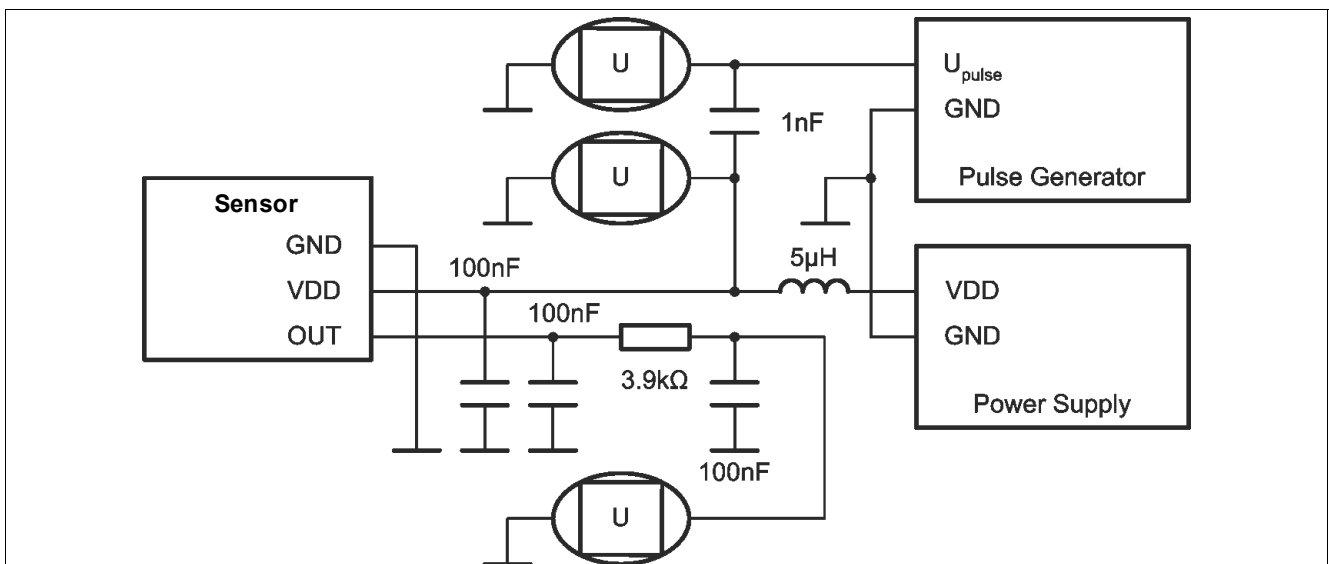 U
U_pulse
GND
1nF
U
Pulse Generator
Sensor
GND
100nF
VDD
5µH
VDD
100nF
OUT
GND
3.9kΩ
Power Supply
100nF
U